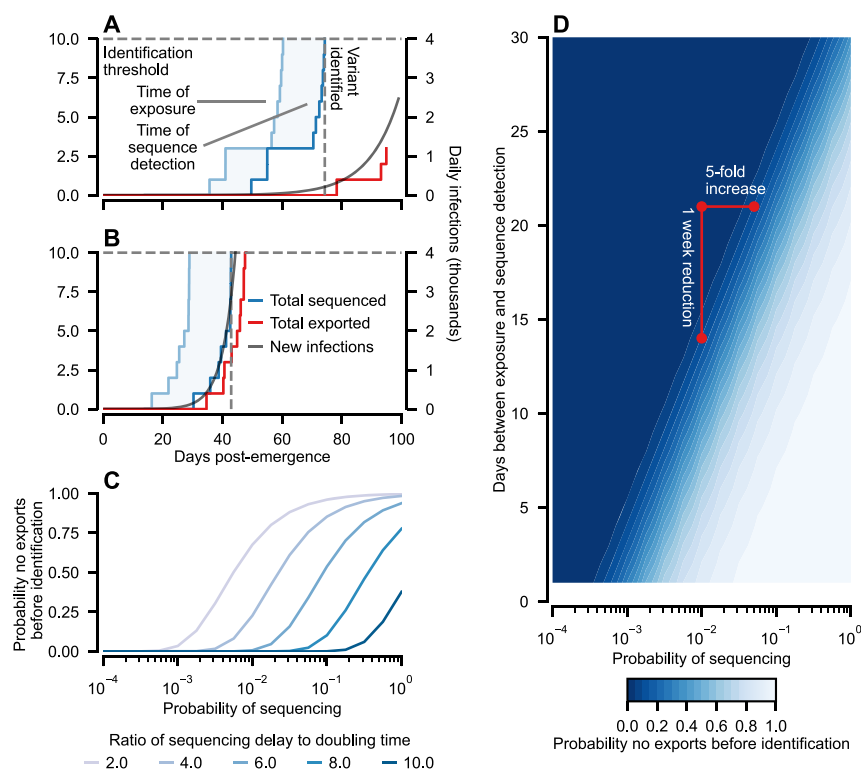 A
10.0
7.5
5.0
2.5
0.0
Identification
threshold
Time of
exposure
Time of
sequence
detection
Variant
identified
4
3
2
1
0
Daily infections (thousands)
B
10.0
7.5
5.0
2.5
0.0
Total sequenced
Total exported
New infections
4
3
2
1
0
0
20
40
60
80
100
Days post-emergence
C
Probability no exports
before identification
1.00
0.75
0.50
0.25
0.00
10⁻⁴
10⁻³
10⁻²
10⁻¹
10⁰
Probability of sequencing
Ratio of sequencing delay to doubling time
2.0
4.0
6.0
8.0
10.0
D
Days between exposure and sequence detection
30
25
20
15
10
5
0
5-fold
increase
1 week reduction
10⁻⁴
10⁻³
10⁻²
10⁻¹
10⁰
Probability of sequencing
0.0
0.2
0.4
0.6
0.8
1.0
Probability no exports before identification